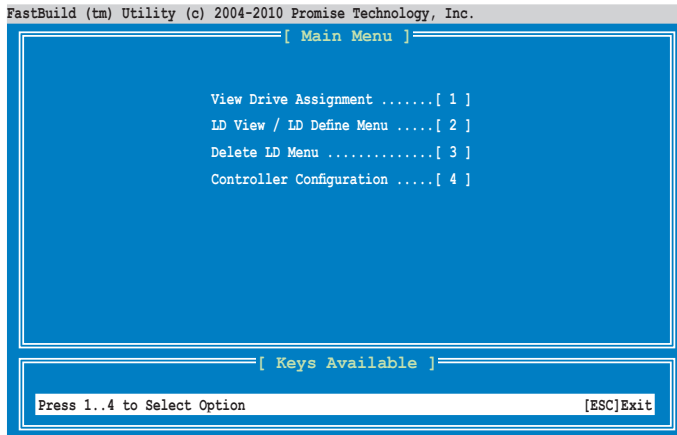 FastBuild (tm) Utility (c) 2004-2010 Promise Technology, Inc.
[ Main Menu ]
View Drive Assignment .......[ 1 ]
LD View / LD Define Menu .....[ 2 ]
Delete LD Menu ..............[ 3 ]
Controller Configuration .....[ 4 ]
[ Keys Available ]
Press 1..4 to Select Option [ESC]Exit